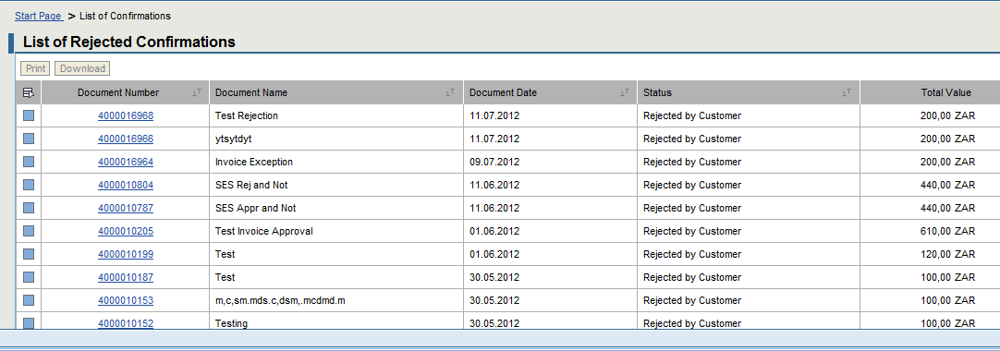 Start Page > List of Confirmations
List of Rejected Confirmations
Print Download
Document Number Document Name Document Date Status Total Value
4000016968 Test Rejection 11.07.2012 Rejected by Customer 200,00 ZAR
4000016966 ytsytdyt 11.07.2012 Rejected by Customer 200,00 ZAR
4000016964 Invoice Exception 09.07.2012 Rejected by Customer 200,00 ZAR
4000010804 SES Rej and Not 11.06.2012 Rejected by Customer 440,00 ZAR
4000010787 SES Appr and Not 11.06.2012 Rejected by Customer 440,00 ZAR
4000010205 Test Invoice Approval 01.06.2012 Rejected by Customer 610,00 ZAR
4000010199 Test 01.06.2012 Rejected by Customer 120,00 ZAR
4000010187 Test 30.05.2012 Rejected by Customer 100,00 ZAR
4000010153 m,c,sm.mds.c,dsm,.mcdmd.m 30.05.2012 Rejected by Customer 100,00 ZAR
4000010152 Testing 30.05.2012 Rejected by Customer 100,00 ZAR